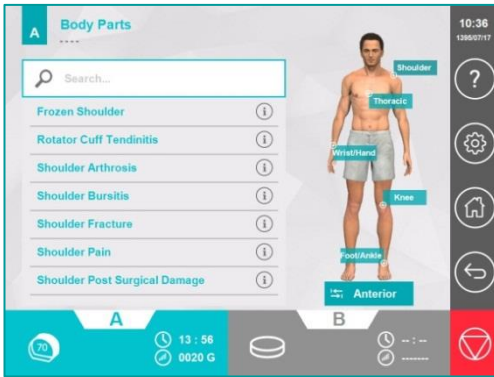 A
Body Parts
10:36
1395/07/17
Search...
Frozen Shoulder
Rotator Cuff Tendinitis
Shoulder Arthrosis
Shoulder Bursitis
Shoulder Fracture
Shoulder Pain
Shoulder Post Surgical Damage
Shoulder
Thoracic
Wrist/Hand
Knee
Foot/Ankle
Anterior
?
A
70
13 : 56
0020 G
B
-- : --
-------